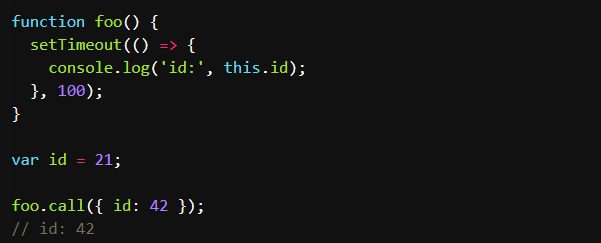 function foo() {
  setTimeout(() => {
    console.log('id:', this.id);
  }, 100);
}

var id = 21;

foo.call({ id: 42 });
// id: 42